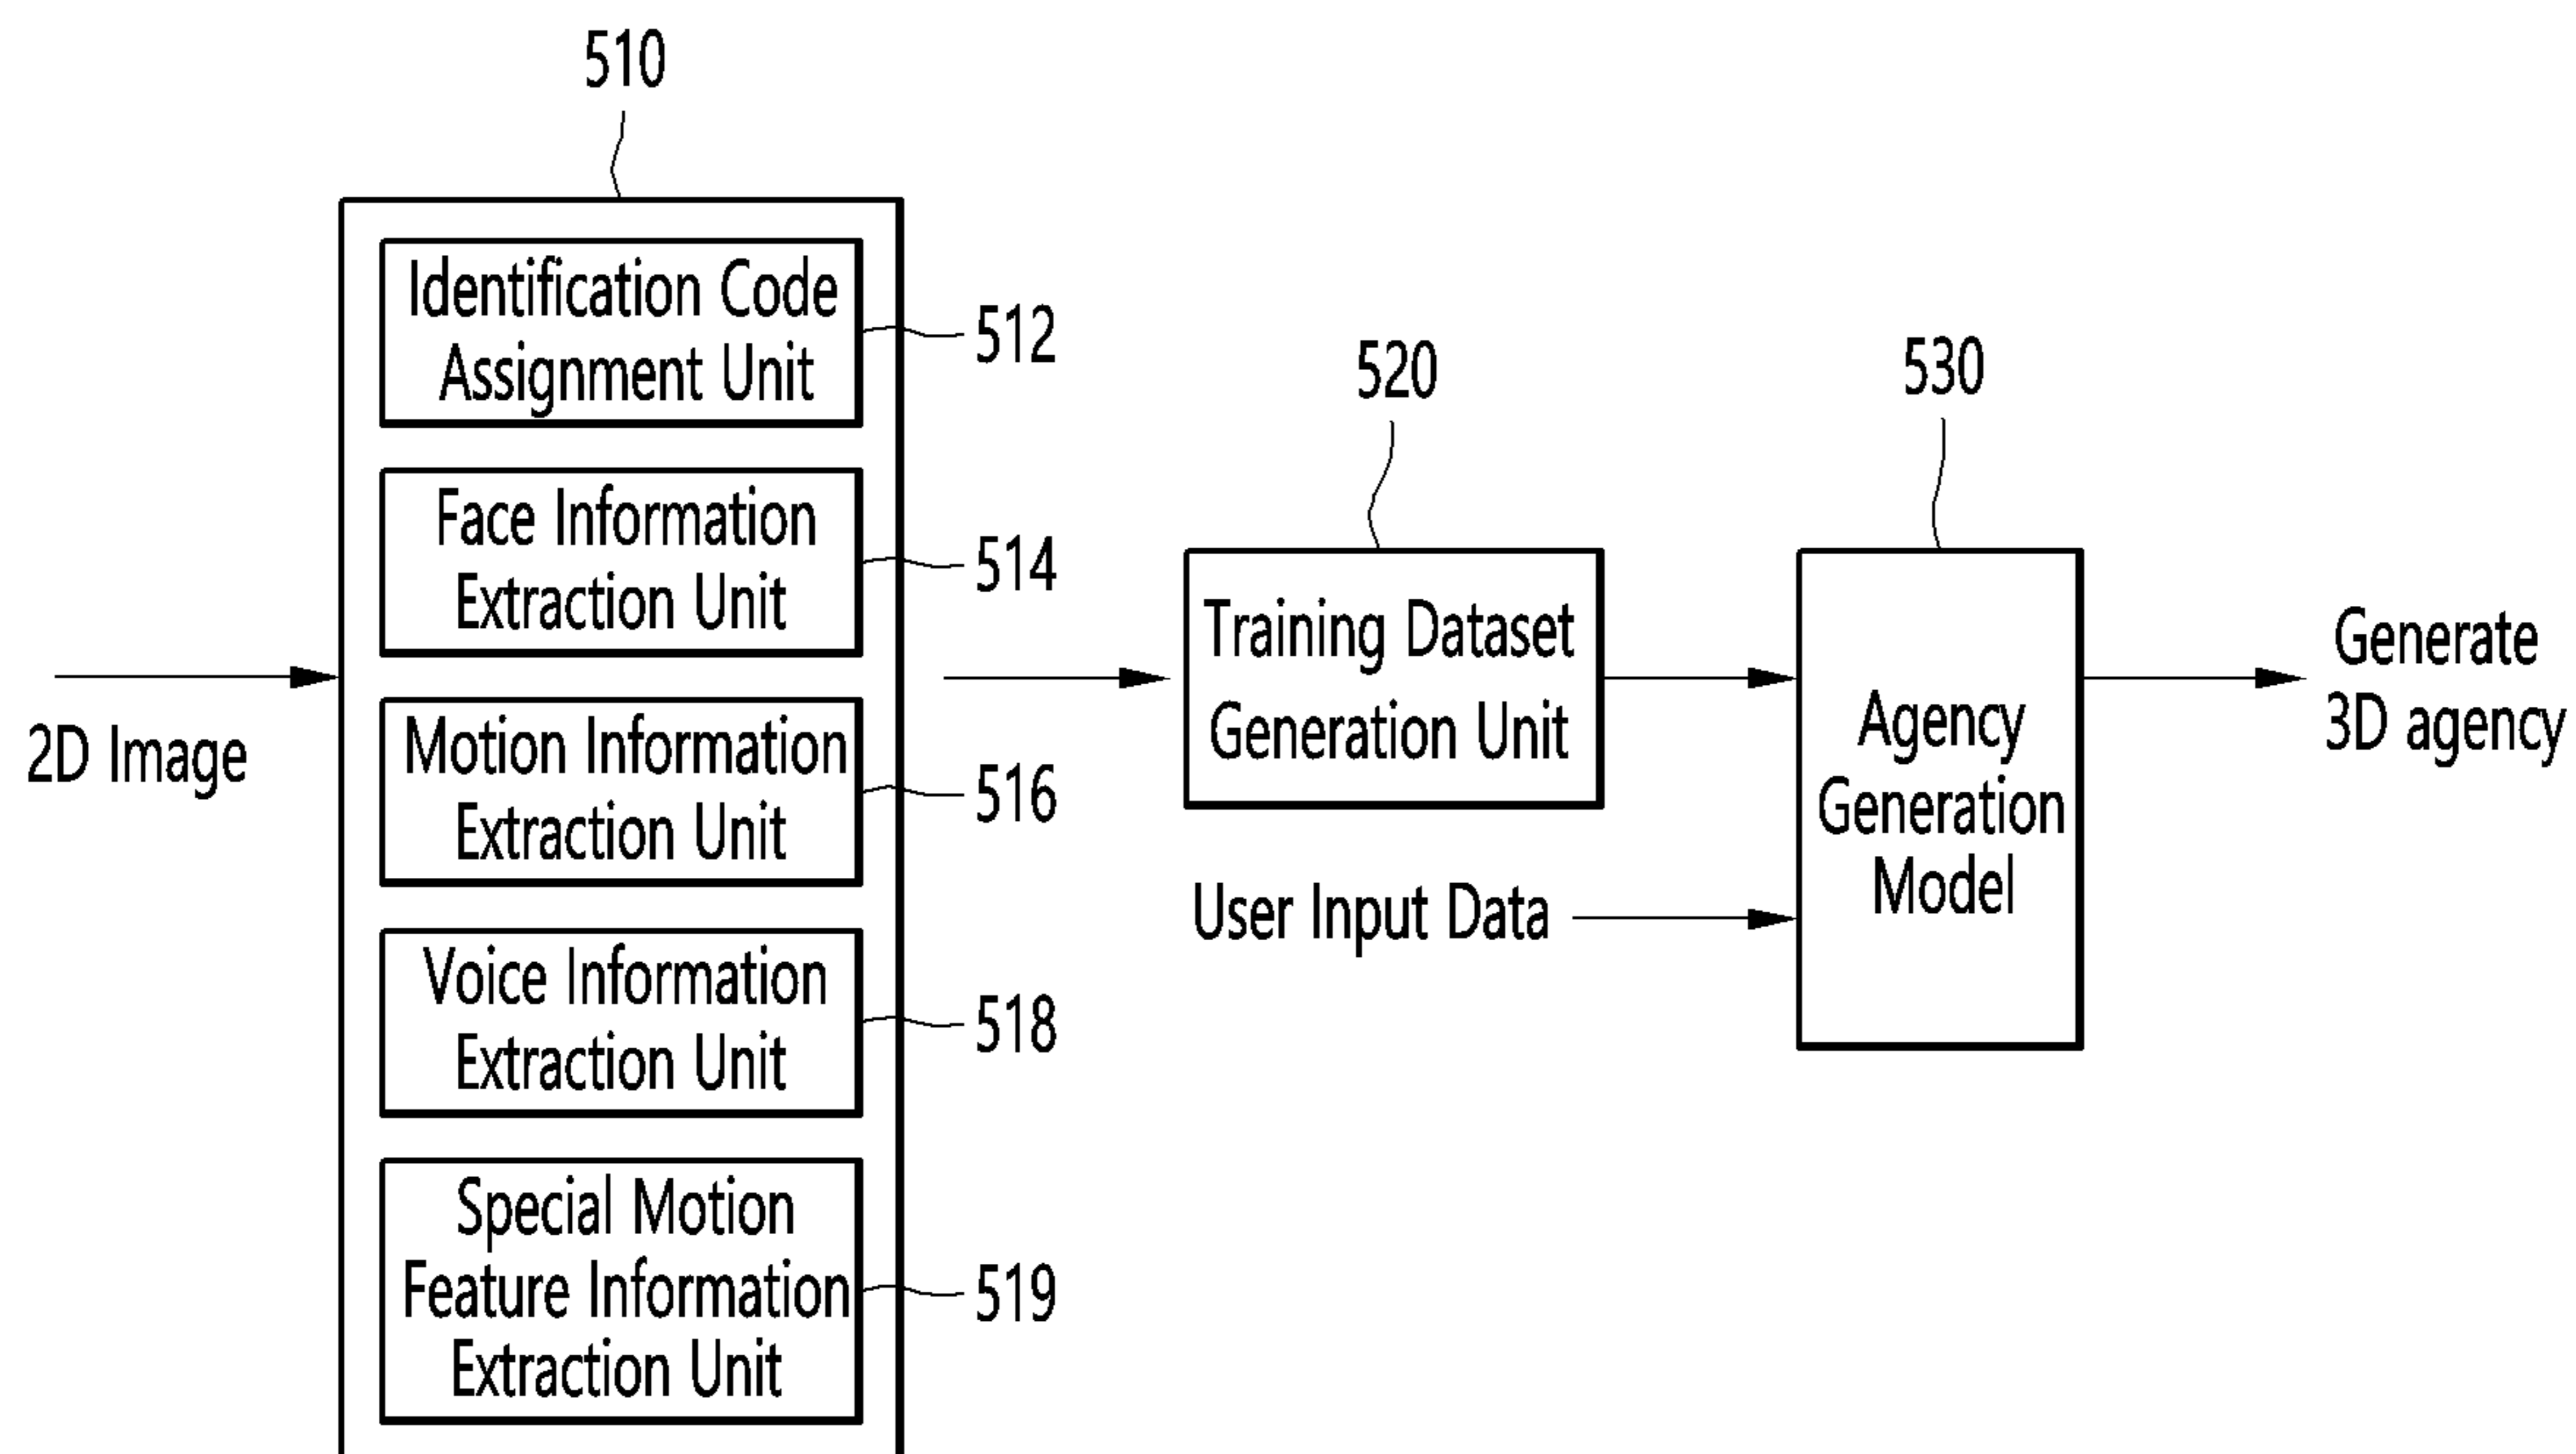 510
Identification Code
Assignment Unit
512
Face Information
Extraction Unit
514
Motion Information
Extraction Unit
516
Voice Information
Extraction Unit
518
Special Motion
Feature Information
Extraction Unit
519
2D Image
520
Training Dataset
Generation Unit
User Input Data
530
Agency
Generation
Model
Generate
3D agency